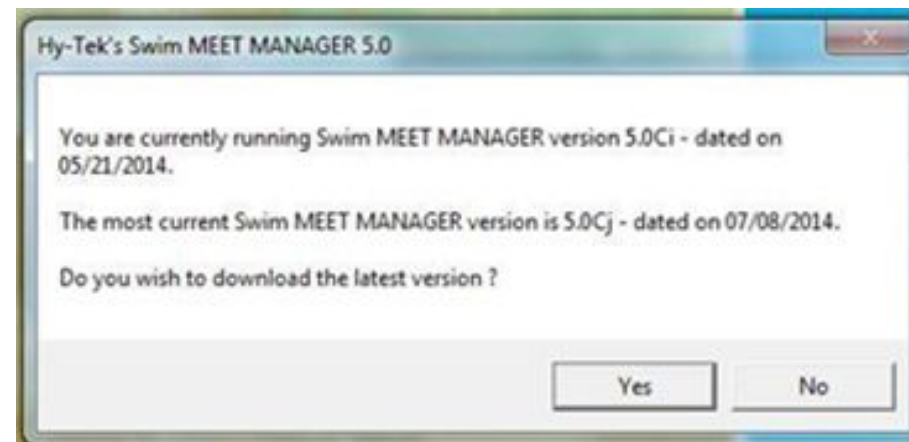 Hy-Tek's Swim MEET MANAGER 5.0
You are currently running Swim MEET MANAGER version 5.0Ci - dated on
05/21/2014.
The most current Swim MEET MANAGER version is 5.0Cj - dated on 07/08/2014.
Do you wish to download the latest version ?
Yes
No